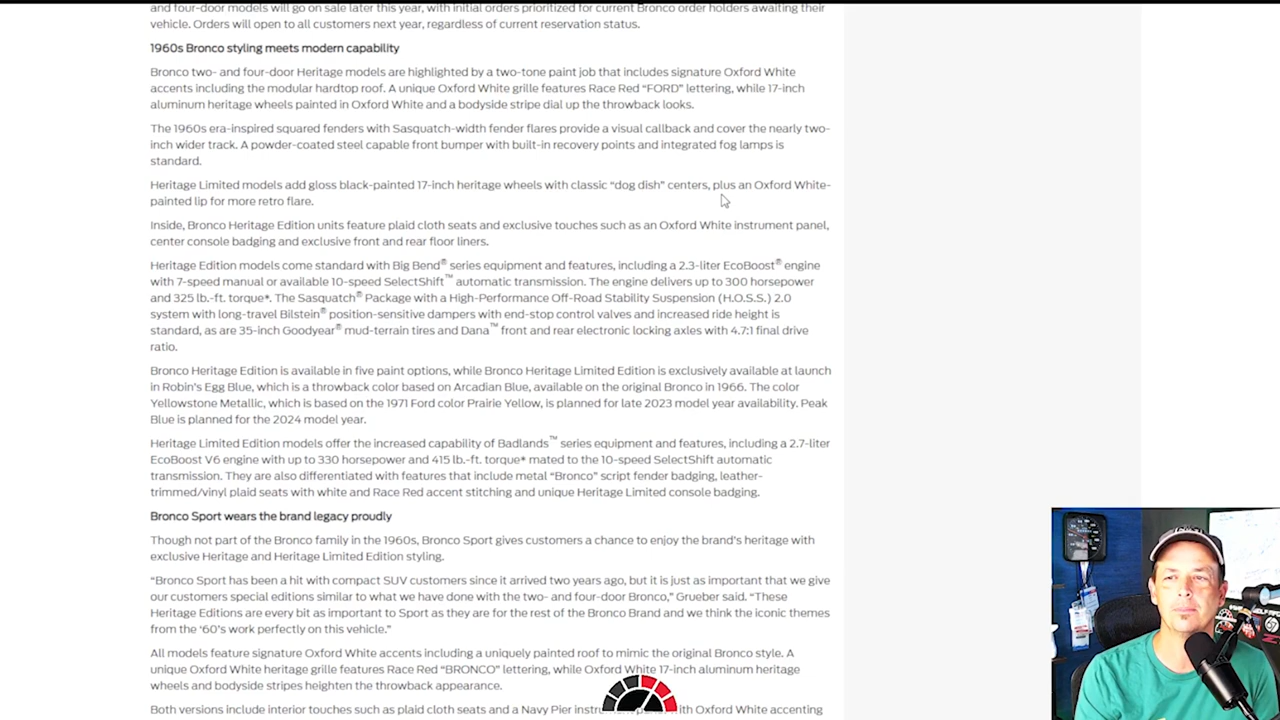 and four-door models will go on sale later this year, with initial orders prioritized for current Bronco order holders awaiting their
vehicle. Orders will open to all customers next year, regardless of current reservation status.
1960s Bronco styling meets modern capability
Bronco two- and four-door Heritage models are highlighted by a two-tone paint job that includes signature Oxford White
accents including the modular hardtop roof. A unique Oxford White grille features Race Red “FORD” lettering, while 17-inch
aluminum heritage wheels painted in Oxford White and a bodyside stripe dial up the throwback looks.
The 1960s era-inspired squared fenders with Sasquatch-width fender flares provide a visual callback and cover the nearly two-
inch wider track. A powder-coated steel capable front bumper with built-in recovery points and integrated fog lamps is
standard.
Heritage Limited models add gloss black-painted 17-inch heritage wheels with classic “dog dish” centers, plus an Oxford White-
painted lip for more retro flare.
Inside, Bronco Heritage Edition units feature plaid cloth seats and exclusive touches such as an Oxford White instrument panel,
center console badging and exclusive front and rear floor liners.
Heritage Edition models come standard with Big Bend® series equipment and features, including a 2.3-liter EcoBoost® engine
with 7-speed manual or available 10-speed SelectShift™ automatic transmission. The engine delivers up to 300 horsepower
and 325 lb.-ft. torque*. The Sasquatch® Package with a High-Performance Off-Road Stability Suspension (H.O.S.S.) 2.0
system with long-travel Bilstein® position-sensitive dampers with end-stop control valves and increased ride height is
standard, as are 35-inch Goodyear® mud-terrain tires and Dana™ front and rear electronic locking axles with 4.7:1 final drive
ratio.
Bronco Heritage Edition is available in five paint options, while Bronco Heritage Limited Edition is exclusively available at launch
in Robin’s Egg Blue, which is a throwback color based on Arcadian Blue, available on the original Bronco in 1966. The color
Yellowstone Metallic, which is based on the 1971 Ford color Prairie Yellow, is planned for late 2023 model year availability. Peak
Blue is planned for the 2024 model year.
Heritage Limited Edition models offer the increased capability of Badlands™ series equipment and features, including a 2.7-liter
EcoBoost V6 engine with up to 330 horsepower and 415 lb.-ft. torque* mated to the 10-speed SelectShift automatic
transmission. They are also differentiated with features that include metal “Bronco” script fender badging, leather-
trimmed/vinyl plaid seats with white and Race Red accent stitching and unique Heritage Limited console badging.
Bronco Sport wears the brand legacy proudly
Though not part of the Bronco family in the 1960s, Bronco Sport gives customers a chance to enjoy the brand’s heritage with
exclusive Heritage and Heritage Limited Edition styling.
“Bronco Sport has been a hit with compact SUV customers since it arrived two years ago, but it is just as important that we give
our customers special editions similar to what we have done with the two- and four-door Bronco,” Grueber said. “These
Heritage Editions are every bit as important to Sport as they are for the rest of the Bronco Brand and we think the iconic themes
from the ‘60’s work perfectly on this vehicle.”
All models feature signature Oxford White accents including a uniquely painted roof to mimic the original Bronco style. A
unique Oxford White heritage grille features Race Red “BRONCO” lettering, while Oxford White 17-inch aluminum heritage
wheels and bodyside stripes heighten the throwback appearance.
Both versions include interior touches such as plaid cloth seats and a Navy Pier with Oxford White accenting